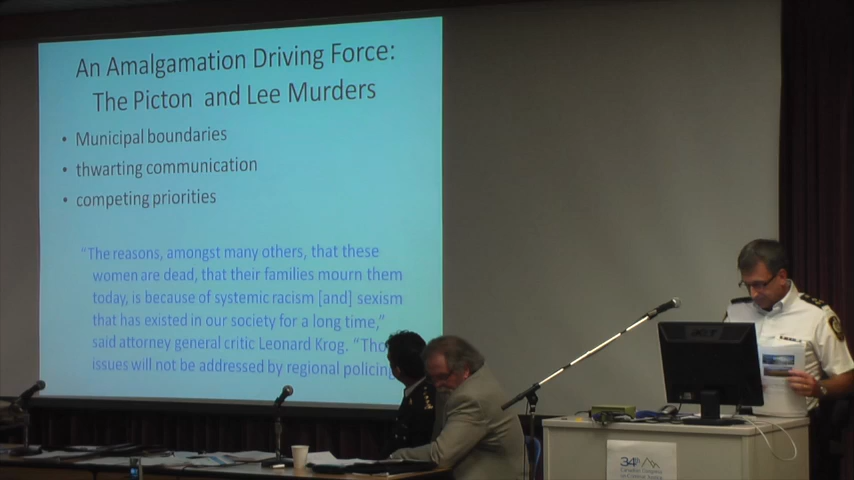 An Amalgamation Driving Force:
The Picton and Lee Murders
• Municipal boundaries
• thwarting communication
• competing priorities
“The reasons, amongst many others, that these
women are dead, that their families mourn them
today, is because of systemic racism [and] sexism
that has existed in our society for a long time,”
said attorney general critic Leonard Krog. “Tho
issues will not be addressed by regional policing
acer
34th